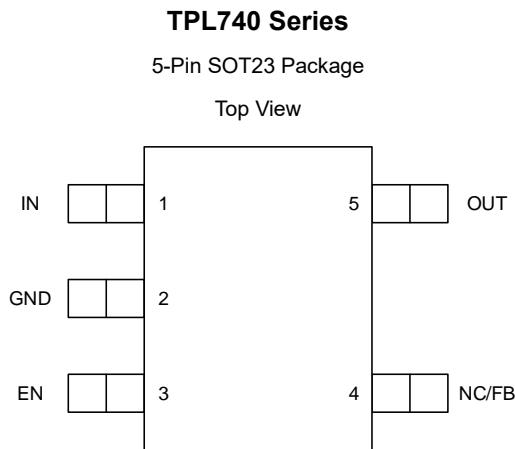 TPL740 Series
5-Pin SOT23 Package
Top View
IN 1 5 OUT
GND 2
EN 3 4 NC/FB